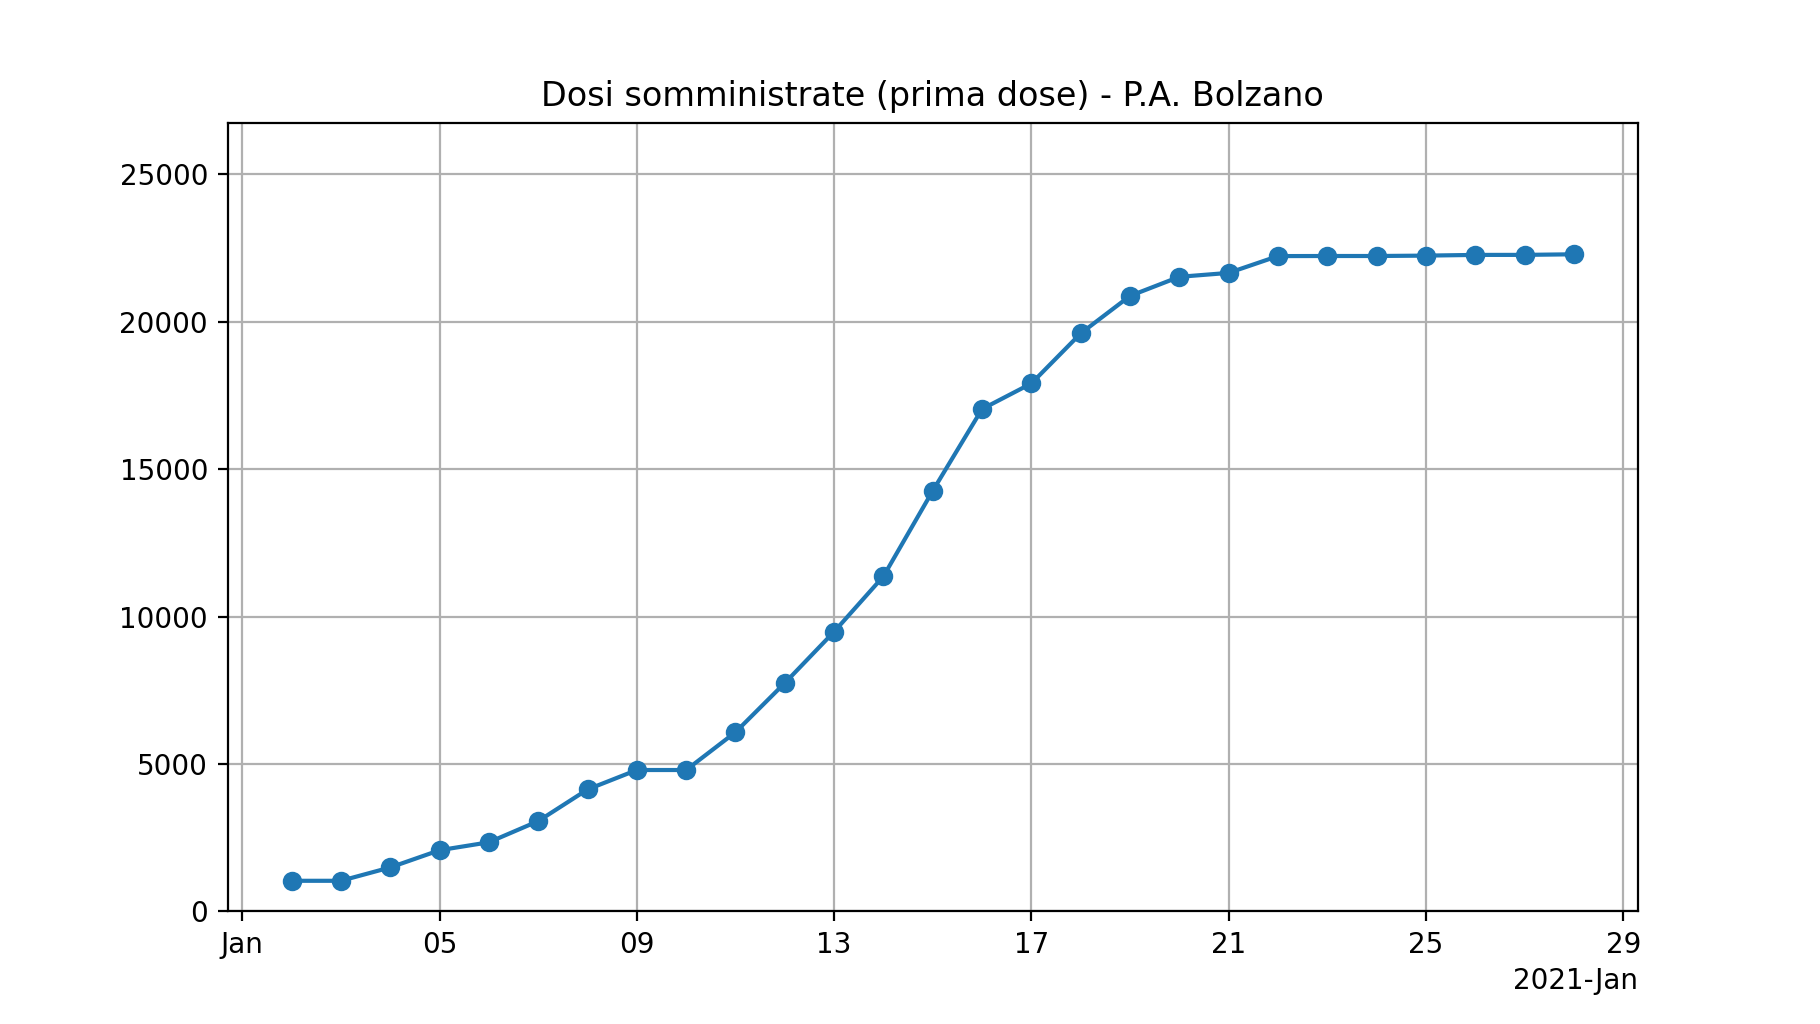 Dosi somministrate (prima dose) - P.A. Bolzano
25000
20000
15000
10000
5000
0
Jan 05 09 13 17 21 25 29
2021-Jan